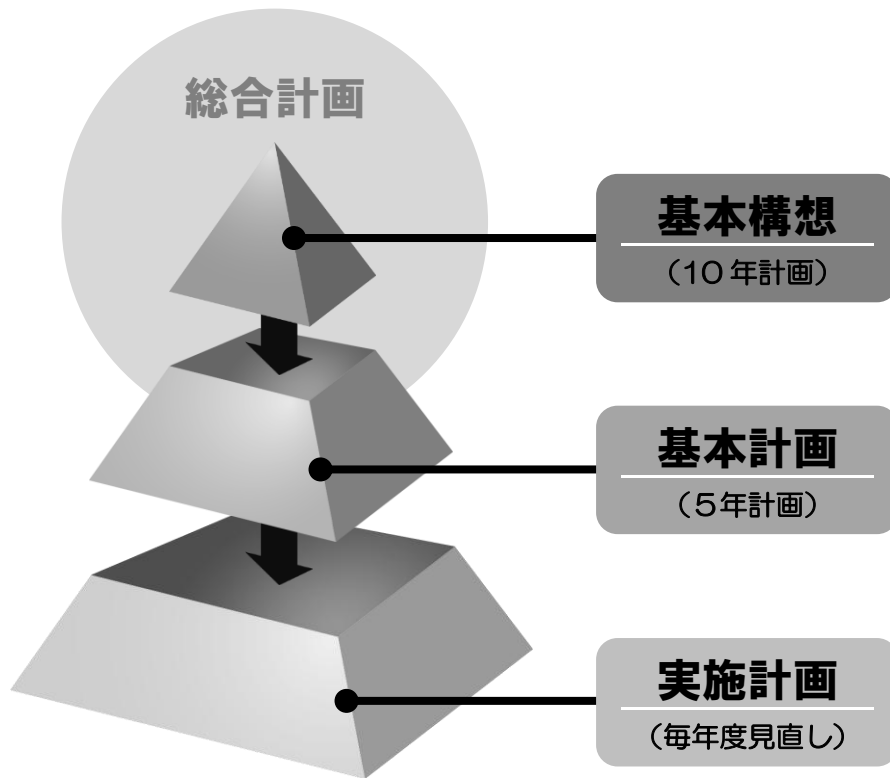 総合計画
基本構想
（10年計画）
基本計画
（5年計画）
実施計画
（毎年度見直し）